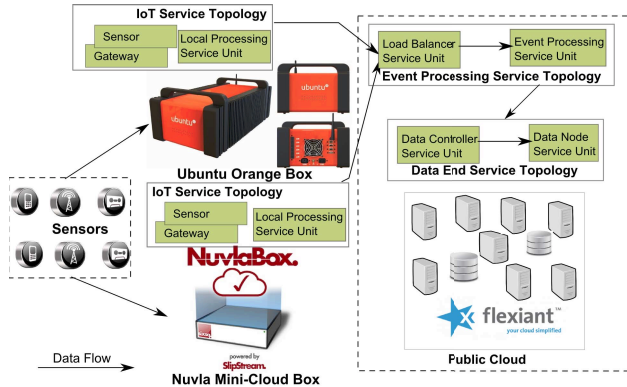 IoT Service Topology
Sensor
Gateway
Local Processing
Service Unit
ubuntu
ubuntu
Ubuntu Orange Box
Load Balancer
Service Unit
Event Processing
Service Unit
Event Processing Service Topology
Data Controller
Service Unit
Data Node
Service Unit
Data End Service Topology
Sensors
IoT Service Topology
Sensor
Gateway
Local Processing
Service Unit
NuvlaBox.
powered by
SlipStream.
Nuvla Mini-Cloud Box
flexiant™
your cloud simplified
Public Cloud
Data Flow